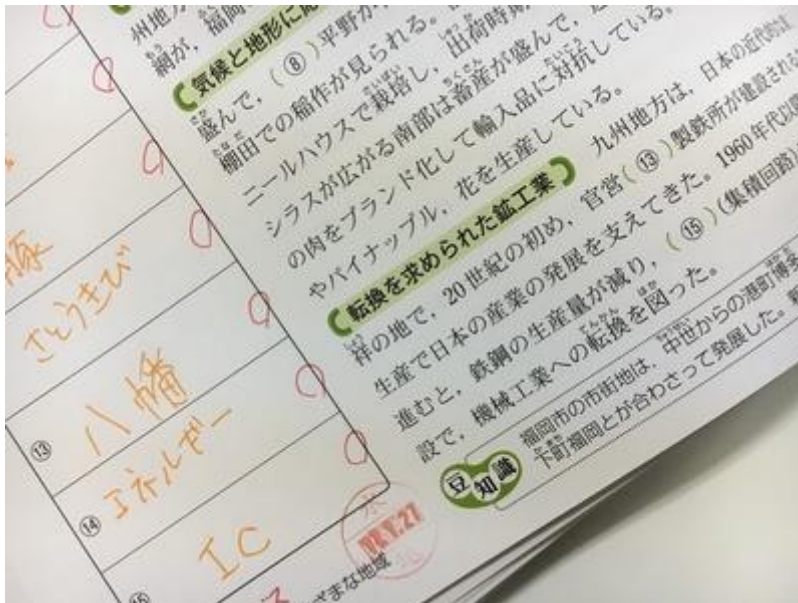 州地方
網が，福岡
気候と地形に応
盛んで，（⑧）平野が
棚田での稲作が見られる。
ニールハウスで栽培し，出荷時期
シラスが広がる南部は畜産が盛んで，
の肉をブランド化して輸入品に対抗している。
やパイナップル，花を生産している。
転換を求められた鉱工業 九州地方は，日本の近代的な
祥の地で，20世紀の初め，官営（⑬）製鉄所が建設される
生産で日本の産業の発展を支えてきた。1960年代以
進むと，鉄鋼の生産量が減り，（⑮）（集積回路）
設で，機械工業への転換を図った。
豆知識
福岡市の市街地は，中世からの港町博多
下町福岡とが合わさって発展した。新
豚
さとうきび
⑬ 八幡
⑭ エネルギー
⑮ IC
ざまな地域